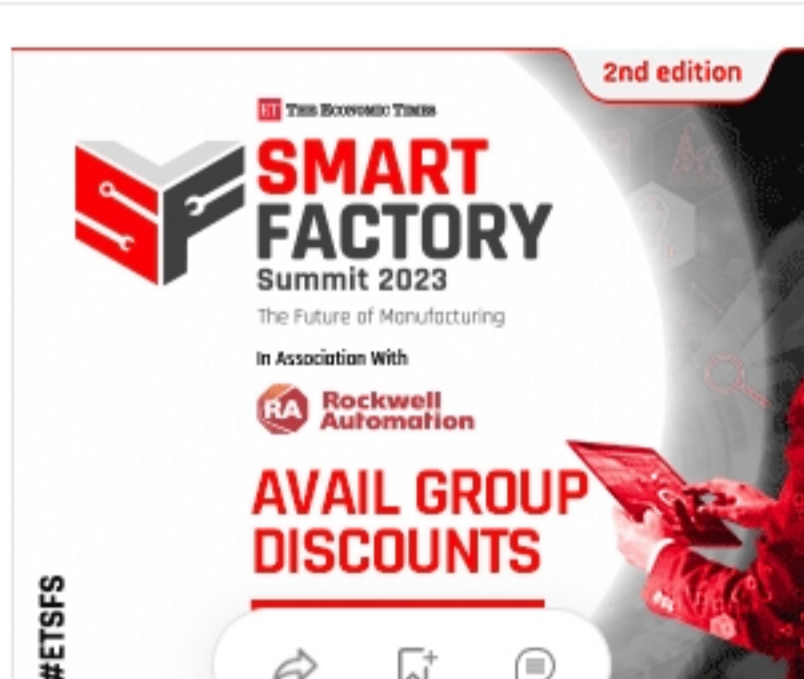 2nd edition
ET THE ECONOMIC TIMES
SMART
FACTORY
Summit 2023
The Future of Manufacturing
In Association With
RA Rockwell
Automation
AVAIL GROUP
DISCOUNTS
#ETSFS